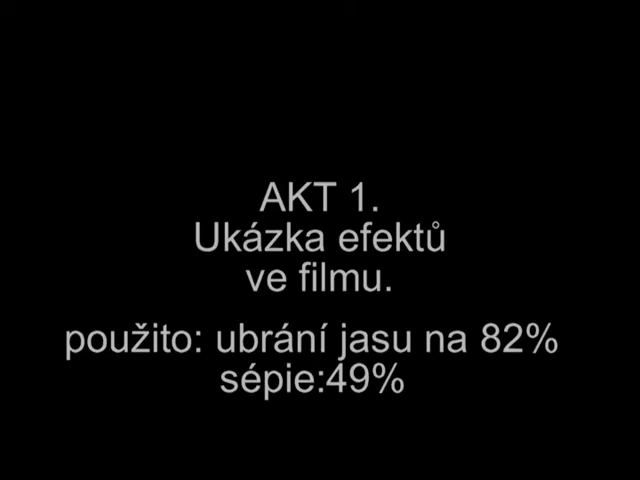 AKT 1.
Ukázka efektů
ve filmu.
použito: ubrání jasu na 82%
sépie:49%